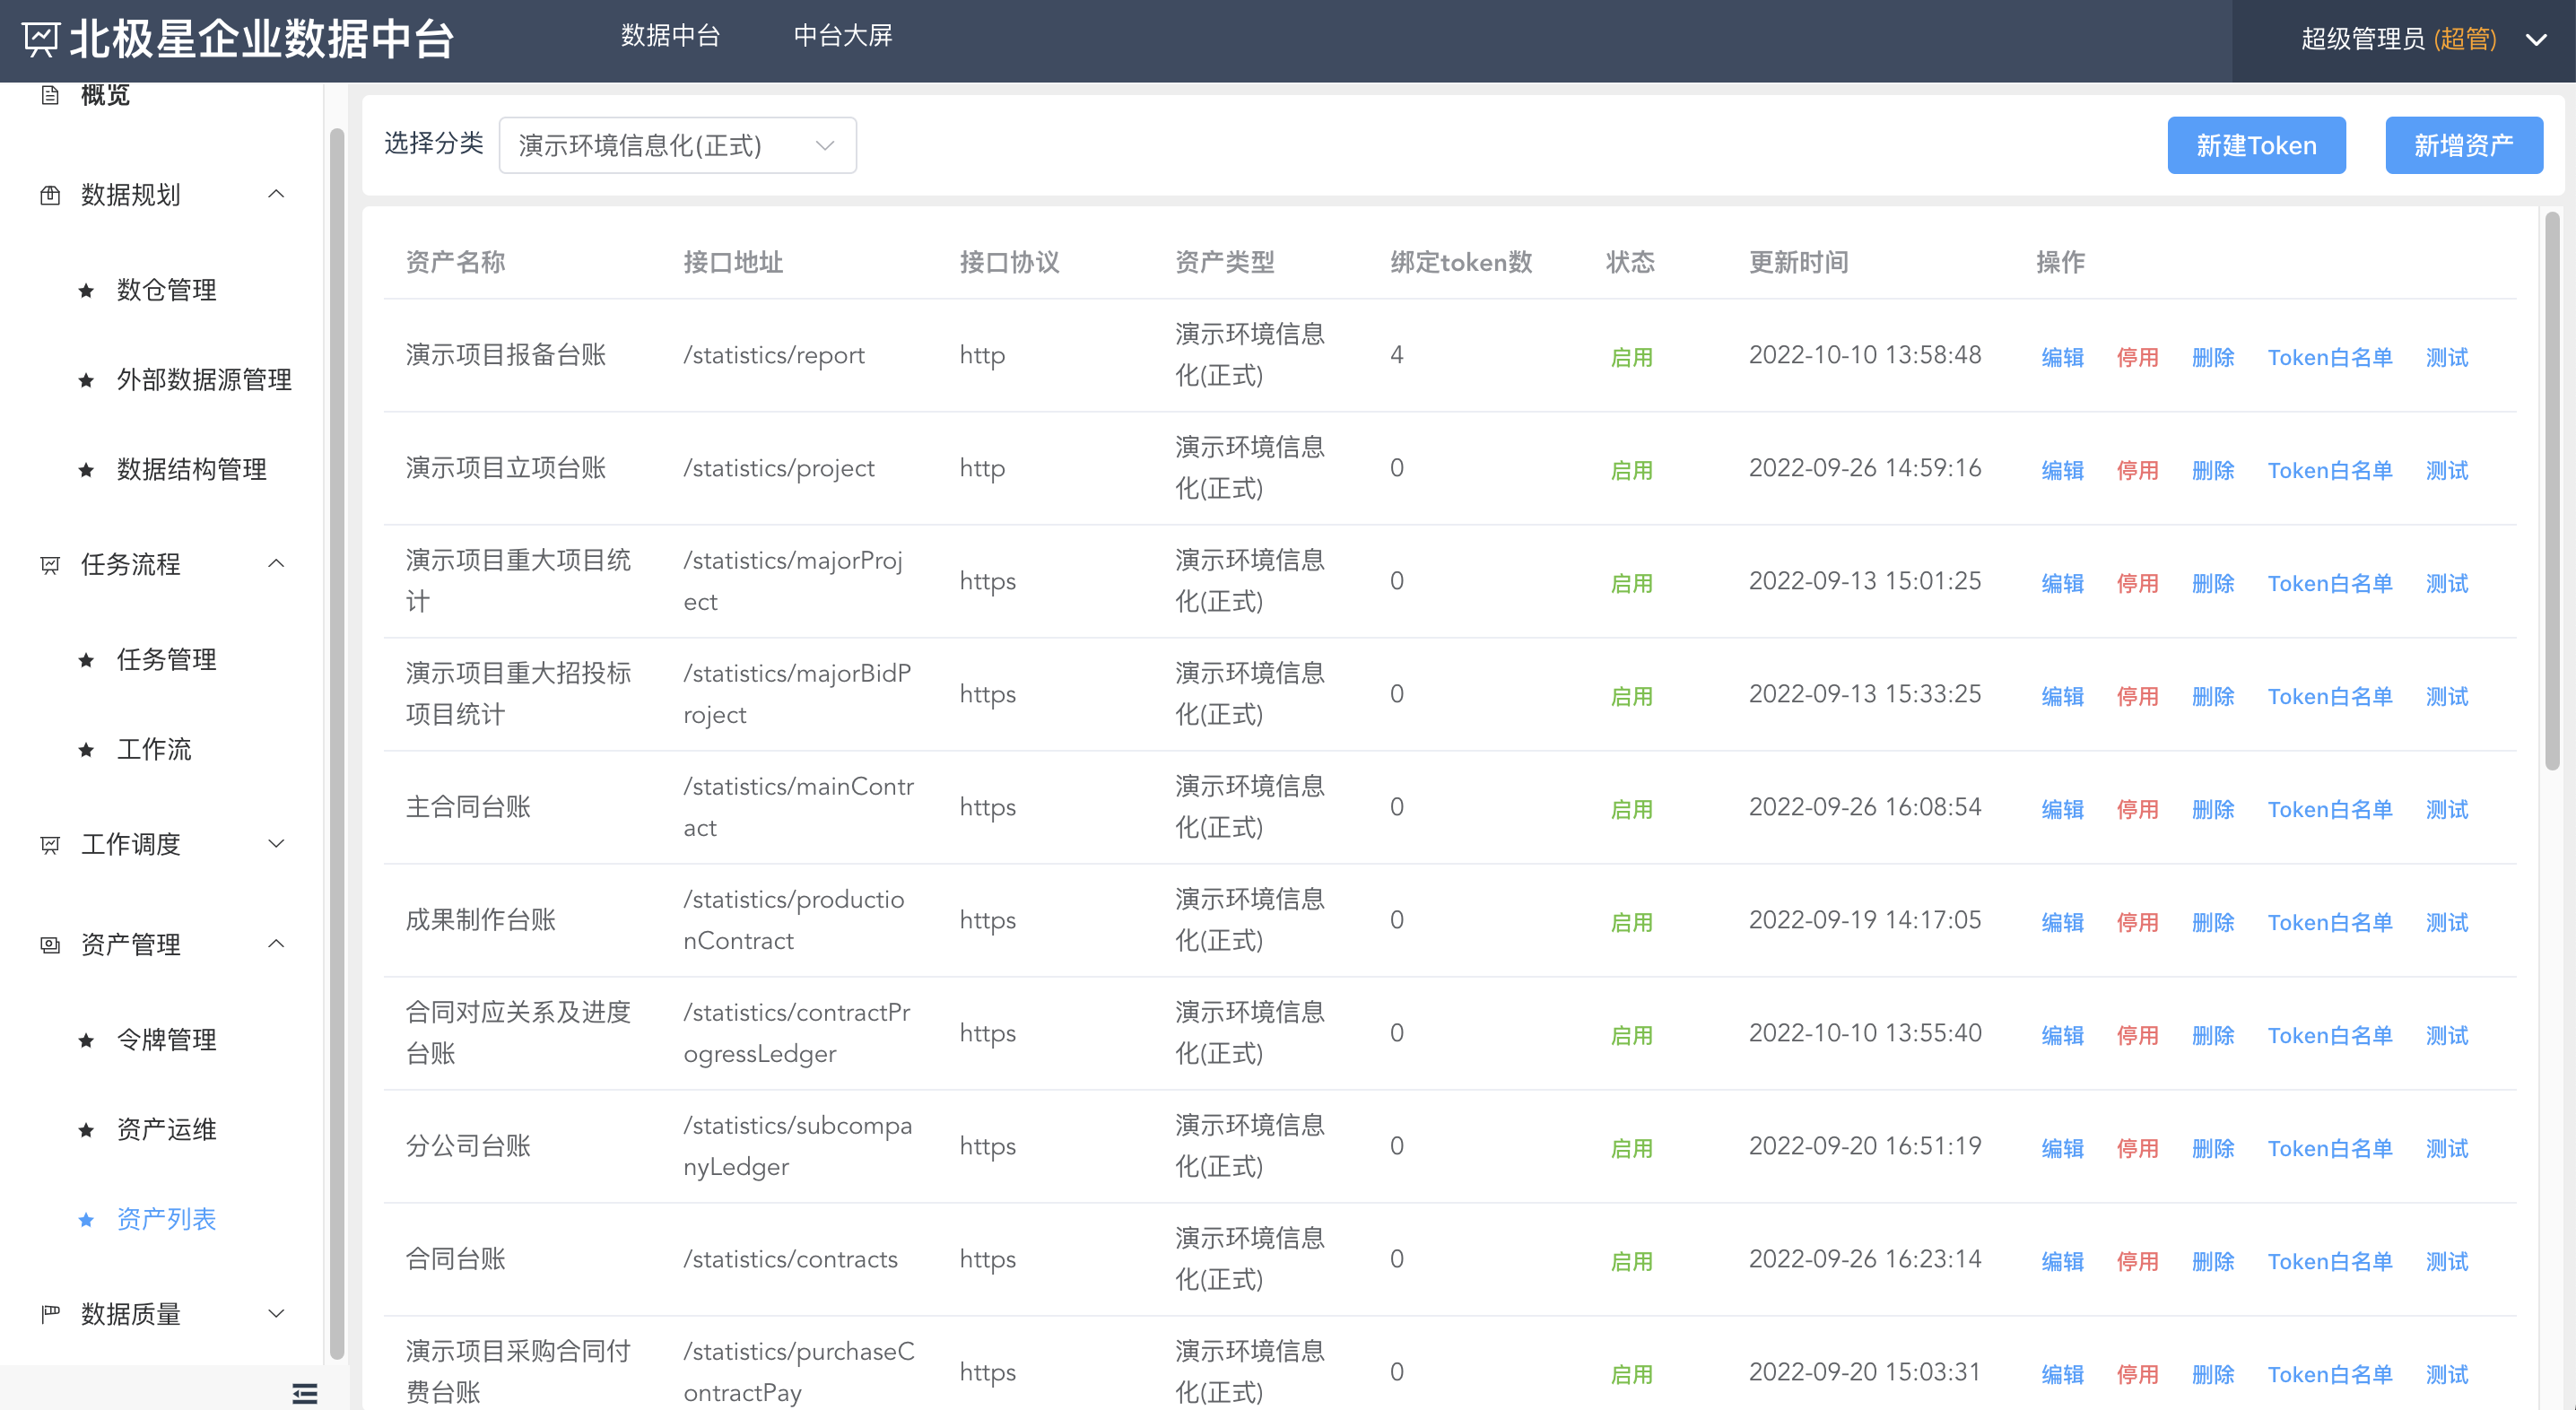 北极星企业数据中台
数据中台
中台大屏
超级管理员 (超管)
概览
数据规划
数仓管理
外部数据源管理
数据结构管理
任务流程
任务管理
工作流
工作调度
资产管理
令牌管理
资产运维
资产列表
数据质量
选择分类 演示环境信息化(正式)
新建Token
新增资产
资产名称 接口地址 接口协议 资产类型 绑定token数 状态 更新时间 操作
演示项目报备台账 /statistics/report http 演示环境信息
化(正式) 4 启用 2022-10-10 13:58:48 编辑 停用 删除 Token白名单 测试
演示项目立项台账 /statistics/project http 演示环境信息
化(正式) 0 启用 2022-09-26 14:59:16 编辑 停用 删除 Token白名单 测试
演示项目重大项目统
计 /statistics/majorProj
ect https 演示环境信息
化(正式) 0 启用 2022-09-13 15:01:25 编辑 停用 删除 Token白名单 测试
演示项目重大招投标
项目统计 /statistics/majorBidP
roject https 演示环境信息
化(正式) 0 启用 2022-09-13 15:33:25 编辑 停用 删除 Token白名单 测试
主合同台账 /statistics/mainContr
act https 演示环境信息
化(正式) 0 启用 2022-09-26 16:08:54 编辑 停用 删除 Token白名单 测试
成果制作台账 /statistics/productio
nContract https 演示环境信息
化(正式) 0 启用 2022-09-19 14:17:05 编辑 停用 删除 Token白名单 测试
合同对应关系及进度
台账 /statistics/contractPr
ogressLedger https 演示环境信息
化(正式) 0 启用 2022-10-10 13:55:40 编辑 停用 删除 Token白名单 测试
分公司台账 /statistics/subcompa
nyLedger https 演示环境信息
化(正式) 0 启用 2022-09-20 16:51:19 编辑 停用 删除 Token白名单 测试
合同台账 /statistics/contracts https 演示环境信息
化(正式) 0 启用 2022-09-26 16:23:14 编辑 停用 删除 Token白名单 测试
演示项目采购合同付
费台账 /statistics/purchaseC
ontractPay https 演示环境信息
化(正式) 0 启用 2022-09-20 15:03:31 编辑 停用 删除 Token白名单 测试